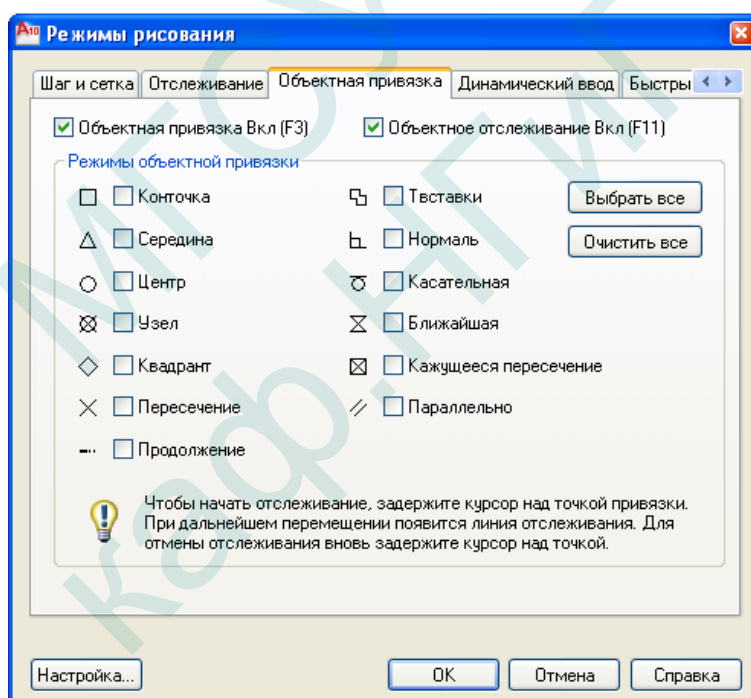 Режимы рисования
Шаг и сетка Отслеживание Объектная привязка Динамический ввод Быстры
Объектная привязка Вкл (F3) Объектное отслеживание Вкл (F11)
Режимы объектной привязки
Конточка Твставки Выбрать все
Середина Нормаль Очистить все
Центр Касательная
Узел Ближайшая
Квадрант Кажущееся пересечение
Пересечение Параллельно
Продолжение
Чтобы начать отслеживание, задержите курсор над точкой привязки.
При дальнейшем перемещении появится линия отслеживания. Для
отмены отслеживания вновь задержите курсор над точкой.
Настройка... OK Отмена Справка